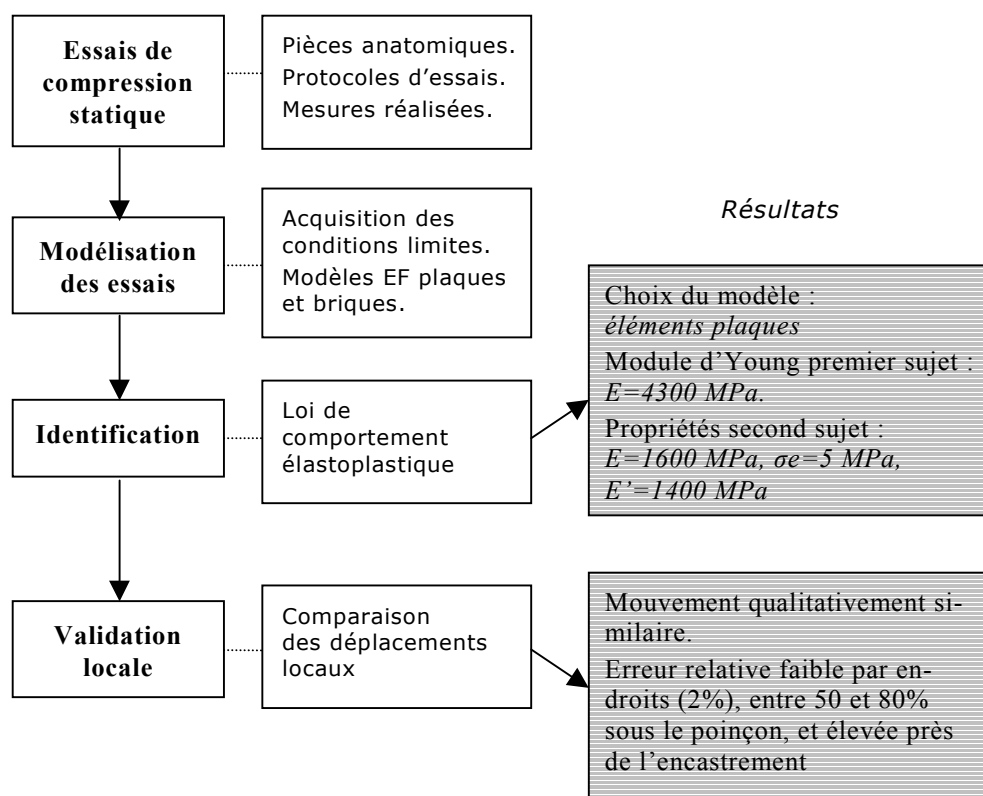 Essais de
compression
statique
Pièces anatomiques.
Protocoles d’essais.
Mesures réalisées.
Résultats
Modélisation
des essais
Acquisition des
conditions limites.
Modèles EF plaques
et briques.
Choix du modèle :
éléments plaques
Module d’Young premier sujet :
E=4300 MPa.
Propriétés second sujet :
E=1600 MPa, σe=5 MPa,
E’=1400 MPa
Identification
Loi de
comportement
élastoplastique
Validation
locale
Comparaison
des déplacements
locaux
Mouvement qualitativement si-
milaire.
Erreur relative faible par en-
droits (2%), entre 50 et 80%
sous le poinçon, et élevée près
de l’encastrement